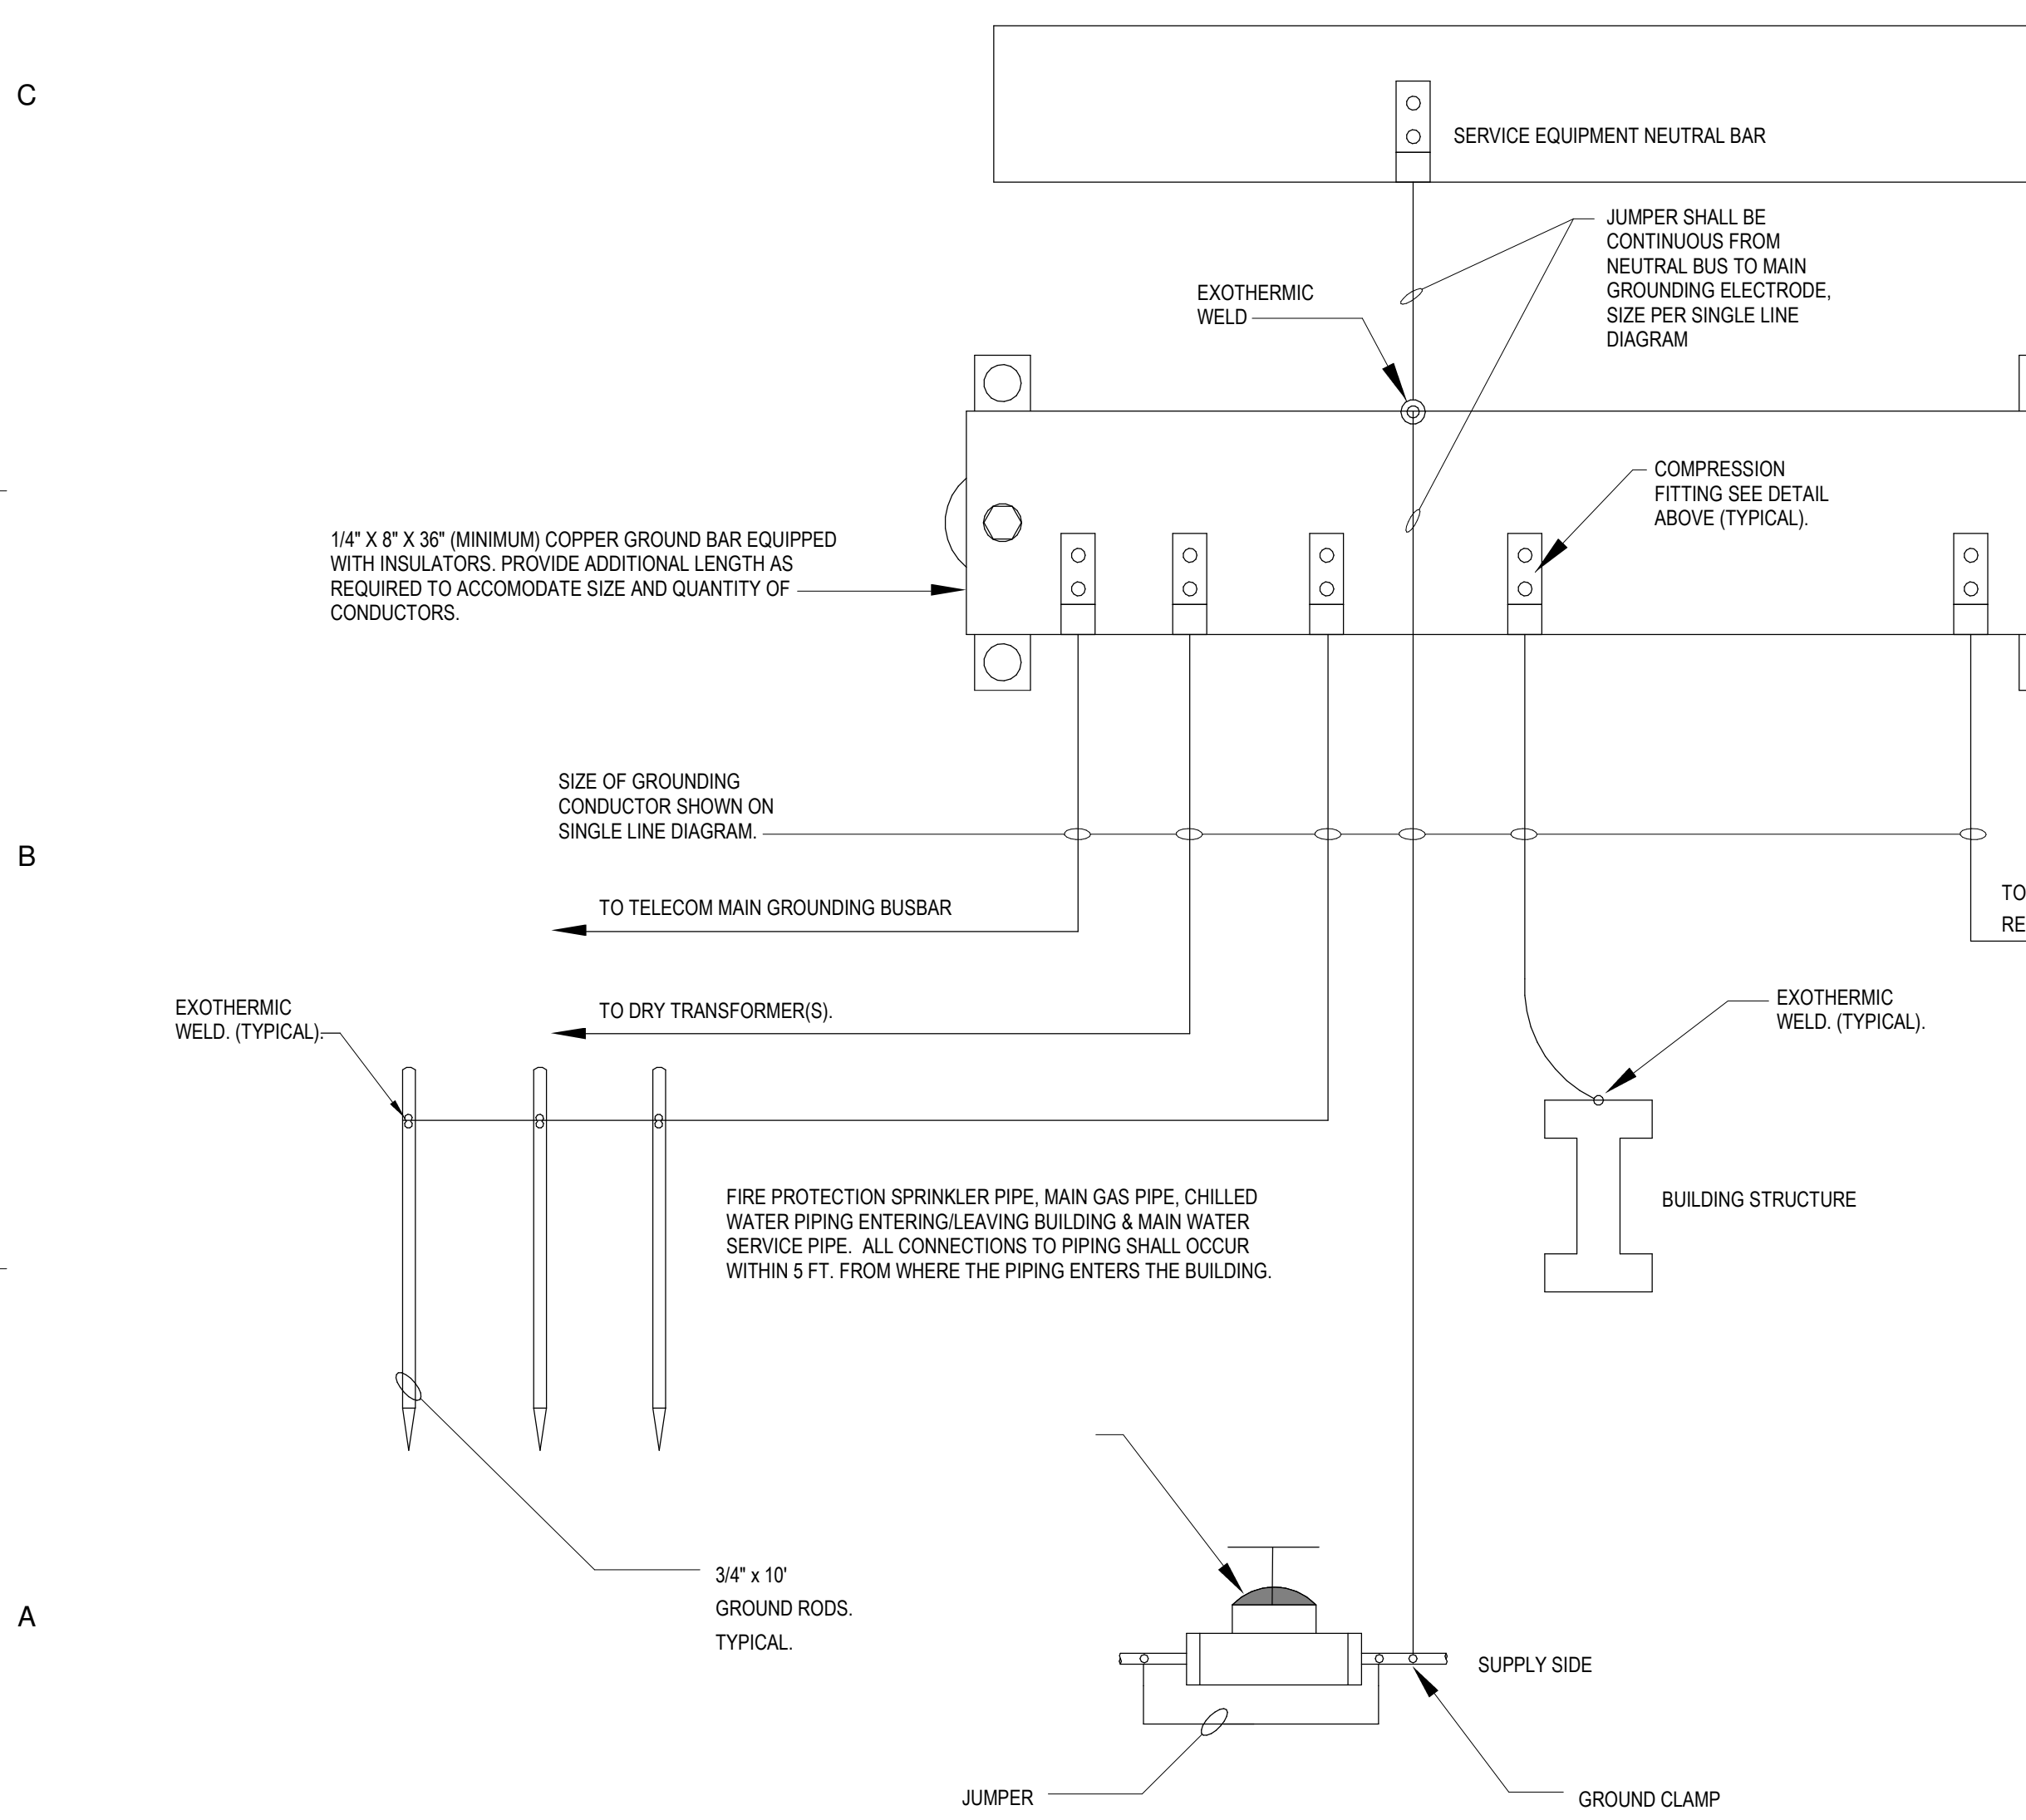 C
SERVICE EQUIPMENT NEUTRAL BAR
JUMPER SHALL BE
CONTINUOUS FROM
NEUTRAL BUS TO MAIN
GROUNDING ELECTRODE,
SIZE PER SINGLE LINE
DIAGRAM
EXOTHERMIC
WELD
COMPRESSION
FITTING SEE DETAIL
ABOVE (TYPICAL).
1/4" X 8" X 36" (MINIMUM) COPPER GROUND BAR EQUIPPED
WITH INSULATORS. PROVIDE ADDITIONAL LENGTH AS
REQUIRED TO ACCOMODATE SIZE AND QUANTITY OF
CONDUCTORS.
SIZE OF GROUNDING
CONDUCTOR SHOWN ON
SINGLE LINE DIAGRAM.
B
TO TELECOM MAIN GROUNDING BUSBAR
TO
RE
TO DRY TRANSFORMER(S).
EXOTHERMIC
WELD. (TYPICAL).
EXOTHERMIC
WELD. (TYPICAL).
FIRE PROTECTION SPRINKLER PIPE, MAIN GAS PIPE, CHILLED
WATER PIPING ENTERING/LEAVING BUILDING & MAIN WATER
SERVICE PIPE. ALL CONNECTIONS TO PIPING SHALL OCCUR
WITHIN 5 FT. FROM WHERE THE PIPING ENTERS THE BUILDING.
BUILDING STRUCTURE
3/4" x 10'
GROUND RODS.
TYPICAL.
A
SUPPLY SIDE
JUMPER
GROUND CLAMP